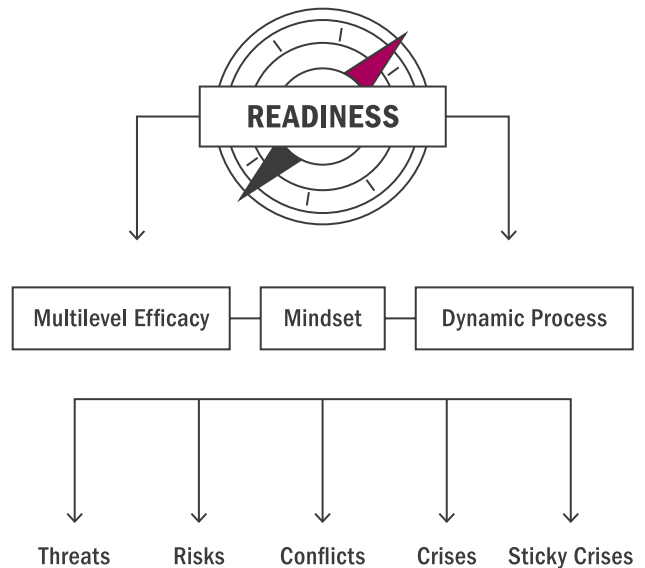 READINESS
Multilevel Efficacy
Mindset
Dynamic Process
Threats
Risks
Conflicts
Crises
Sticky Crises